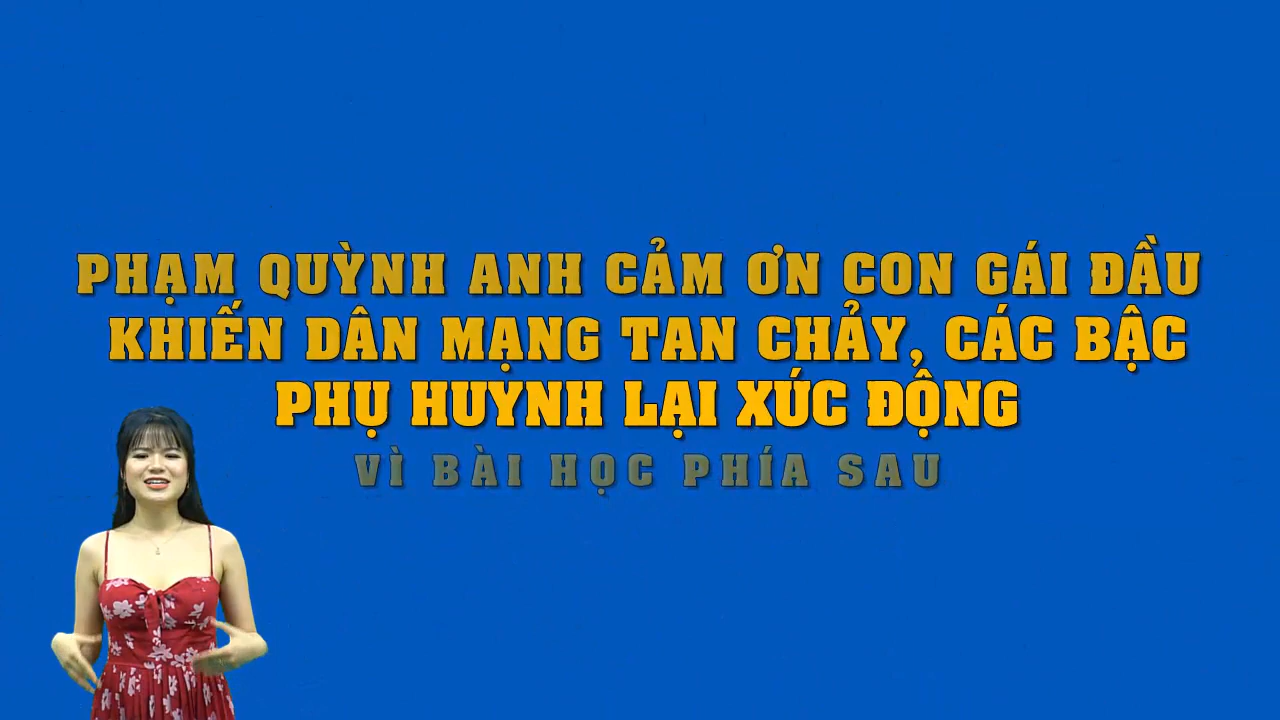 PHẠM QUỲNH ANH CẢM ƠN CON GÁI ĐẦU
KHIẾN DÂN MẠNG TAN CHẢY, CÁC BẬC
PHỤ HUYNH LẠI XÚC ĐỘNG
VÌ BÀI HỌC PHÍA SAU